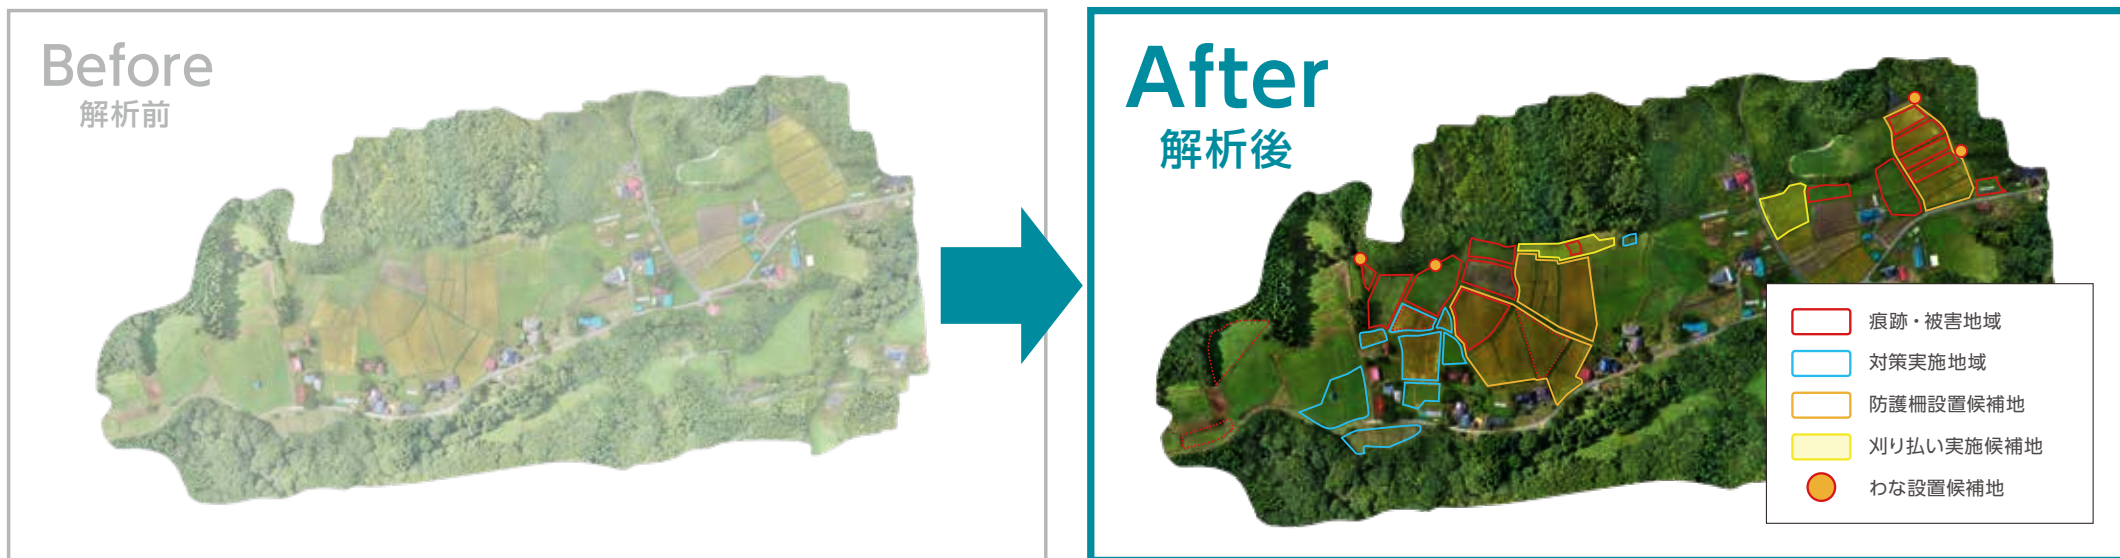 Before
解析前
After
解析後
痕跡・被害地域
対策実施地域
防護柵設置候補地
刈り払い実施候補地
わな設置候補地